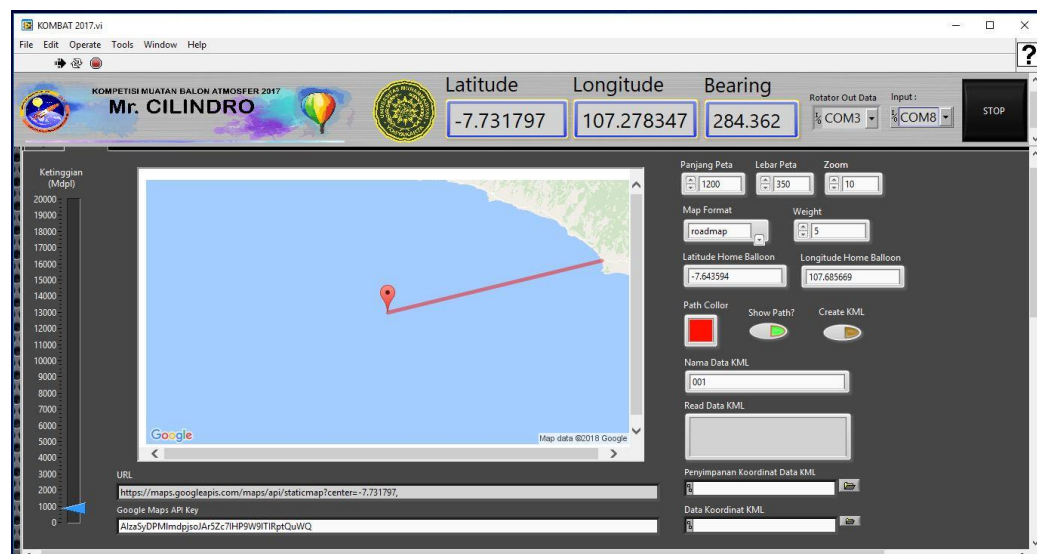 KOMBAT 2017.vi
File Edit Operate Tools Window Help
?
KOMPETISI MUATAN BALON ATMOSFER 2017
Mr. CILINDRO
Latitude Longitude Bearing
-7.731797 107.278347 284.362
Rotator Out Data Input :
COM3 COM8
STOP
Ketinggian
(Mdpl)
20000
19000
18000
17000
16000
15000
14000
13000
12000
11000
10000
9000
8000
7000
6000
5000
4000
3000
2000
1000
0
Google
Map data ©2018 Google
URL
https://maps.googleapis.com/maps/api/staticmap?center=-7.731797,
Google Maps API Key
Panjang Peta Lebar Peta Zoom
1200 350 10
Map Format Weight
roadmap 5
Latitude Home Balloon Longitude Home Balloon
-7.643594 107.685669
Path Collor Show Path? Create KML
Nama Data KML
001
Read Data KML
Penyimpanan Koordinat Data KML
Data Koordinat KML